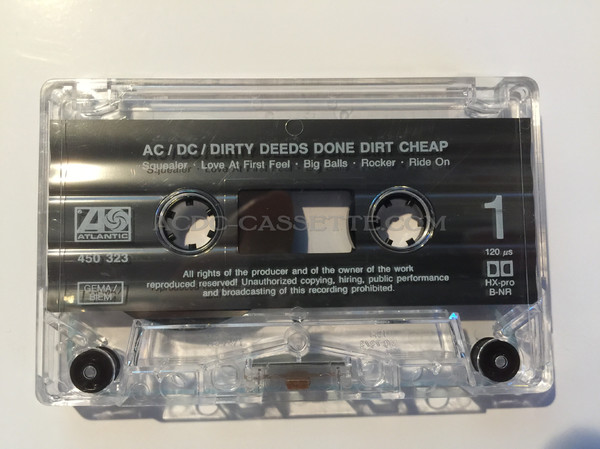 AC / DC / DIRTY DEEDS DONE DIRT CHEAP
Squealer · Love At First Feel · Big Balls · Rocker · Ride On
ATLANTIC
ACDC-CASSETTE.COM
1
450 323
120 µs
GEMA/
BIEM
All rights of the producer and of the owner of the work
reproduced reserved! Unauthorized copying, hiring, public performance
and broadcasting of this recording prohibited.
HX-pro
B-NR